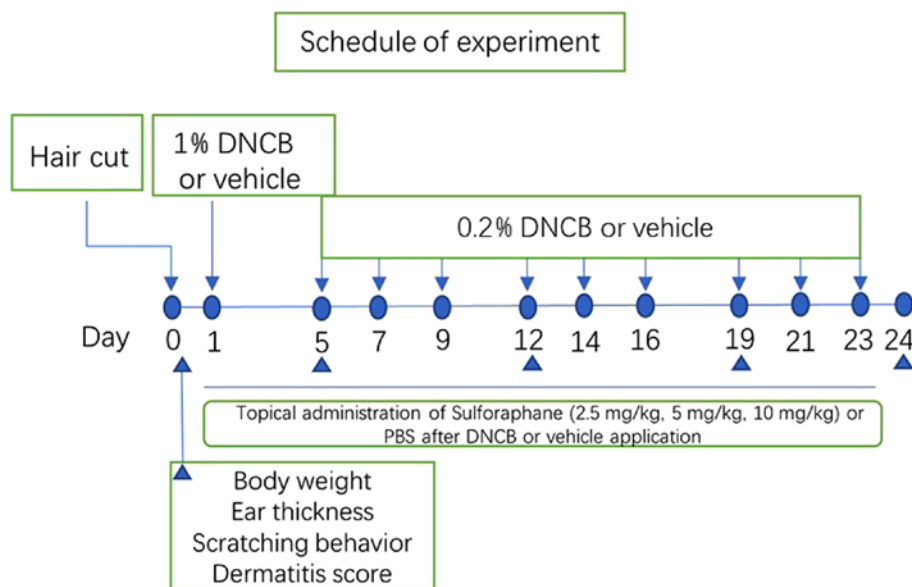 Schedule of experiment
Hair cut
1% DNCB
or vehicle
0.2% DNCB or vehicle
Day 0 1 5 7 9 12 14 16 19 21 23 24
Topical administration of Sulforaphane (2.5 mg/kg, 5 mg/kg, 10 mg/kg) or
PBS after DNCB or vehicle application
Body weight
Ear thickness
Scratching behavior
Dermatitis score